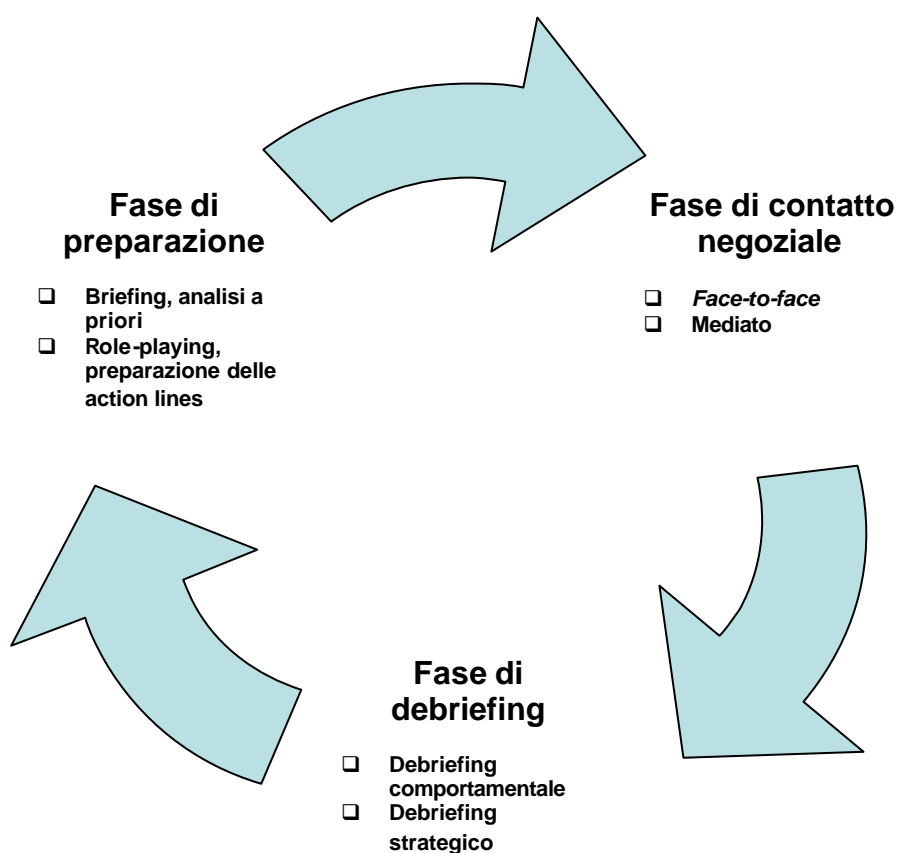 Fase di
preparazione
❑ Briefing, analisi a
priori
❑ Role-playing,
preparazione delle
action lines
Fase di contatto
negoziale
❑ Face-to-face
❑ Mediato
Fase di
debriefing
❑ Debriefing
comportamentale
❑ Debriefing
strategico